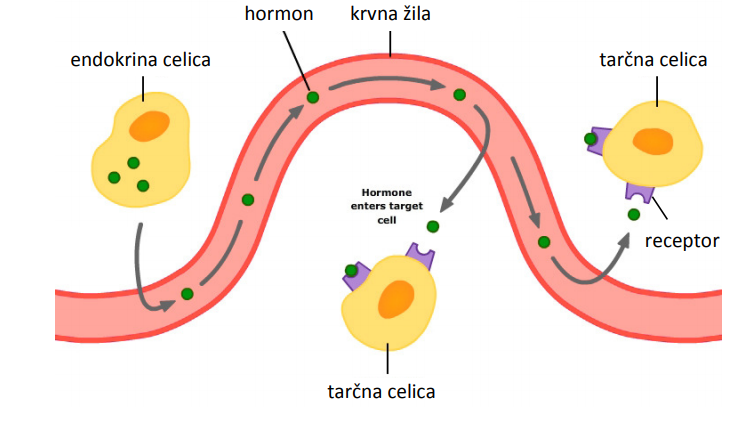 hormon
krvna žila
endokrina celica
tarčna celica
Hormone
enters target
cell
receptor
tarčna celica